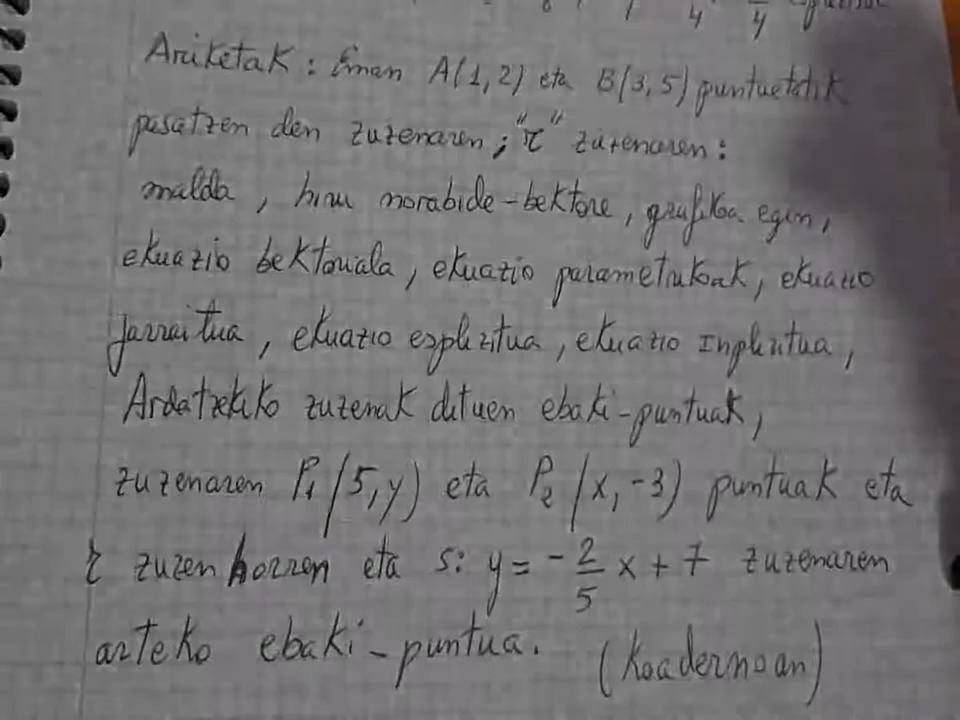 Ariketak : Eman A(1,2) eta B(3,5) puntuetatik
pasatzen den zuzenaren ; "r" zuzenaren :
malda , hiru norabide-bektore, grafikoa egin,
ekuazio bektoriala, ekuazio parametrikoak, ekuazio
jarraitua, ekuazio esplizitua, ekuazio Inplizitua,
Ardatzekiko zuzenak dituen ebaki-puntuak,
zuzenaren P₁(5,y) eta P₂(x,-3) puntuak eta
r zuzen horren eta s: y = -2/5 x + 7 zuzenaren
arteko ebaki-puntua. (Koadernoan)